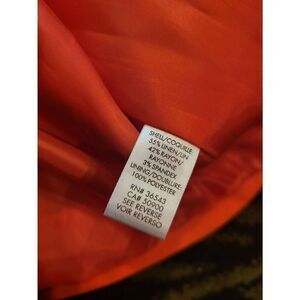 SHELL/COQUILLE:
55% LINEN/LIN
42% RAYON/
RAYONNE
3% SPANDEX
LINING/DOUBLURE:
100% POLYESTER
RN# 36543
CA# 50900
SEE REVERSE
VOIR REVERSO